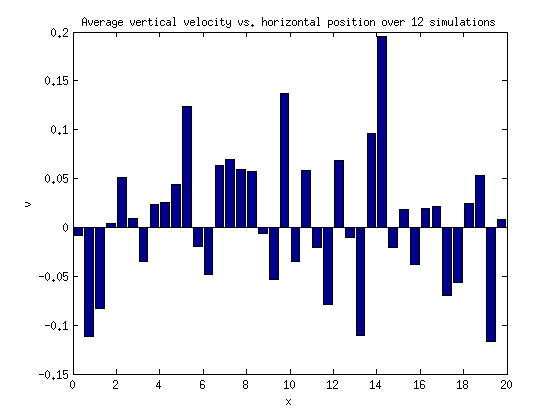 Average vertical velocity vs. horizontal position over 12 simulations
0.2
0.15
0.1
0.05
0
-0.05
-0.1
-0.15
v
0 2 4 6 8 10 12 14 16 18 20
x